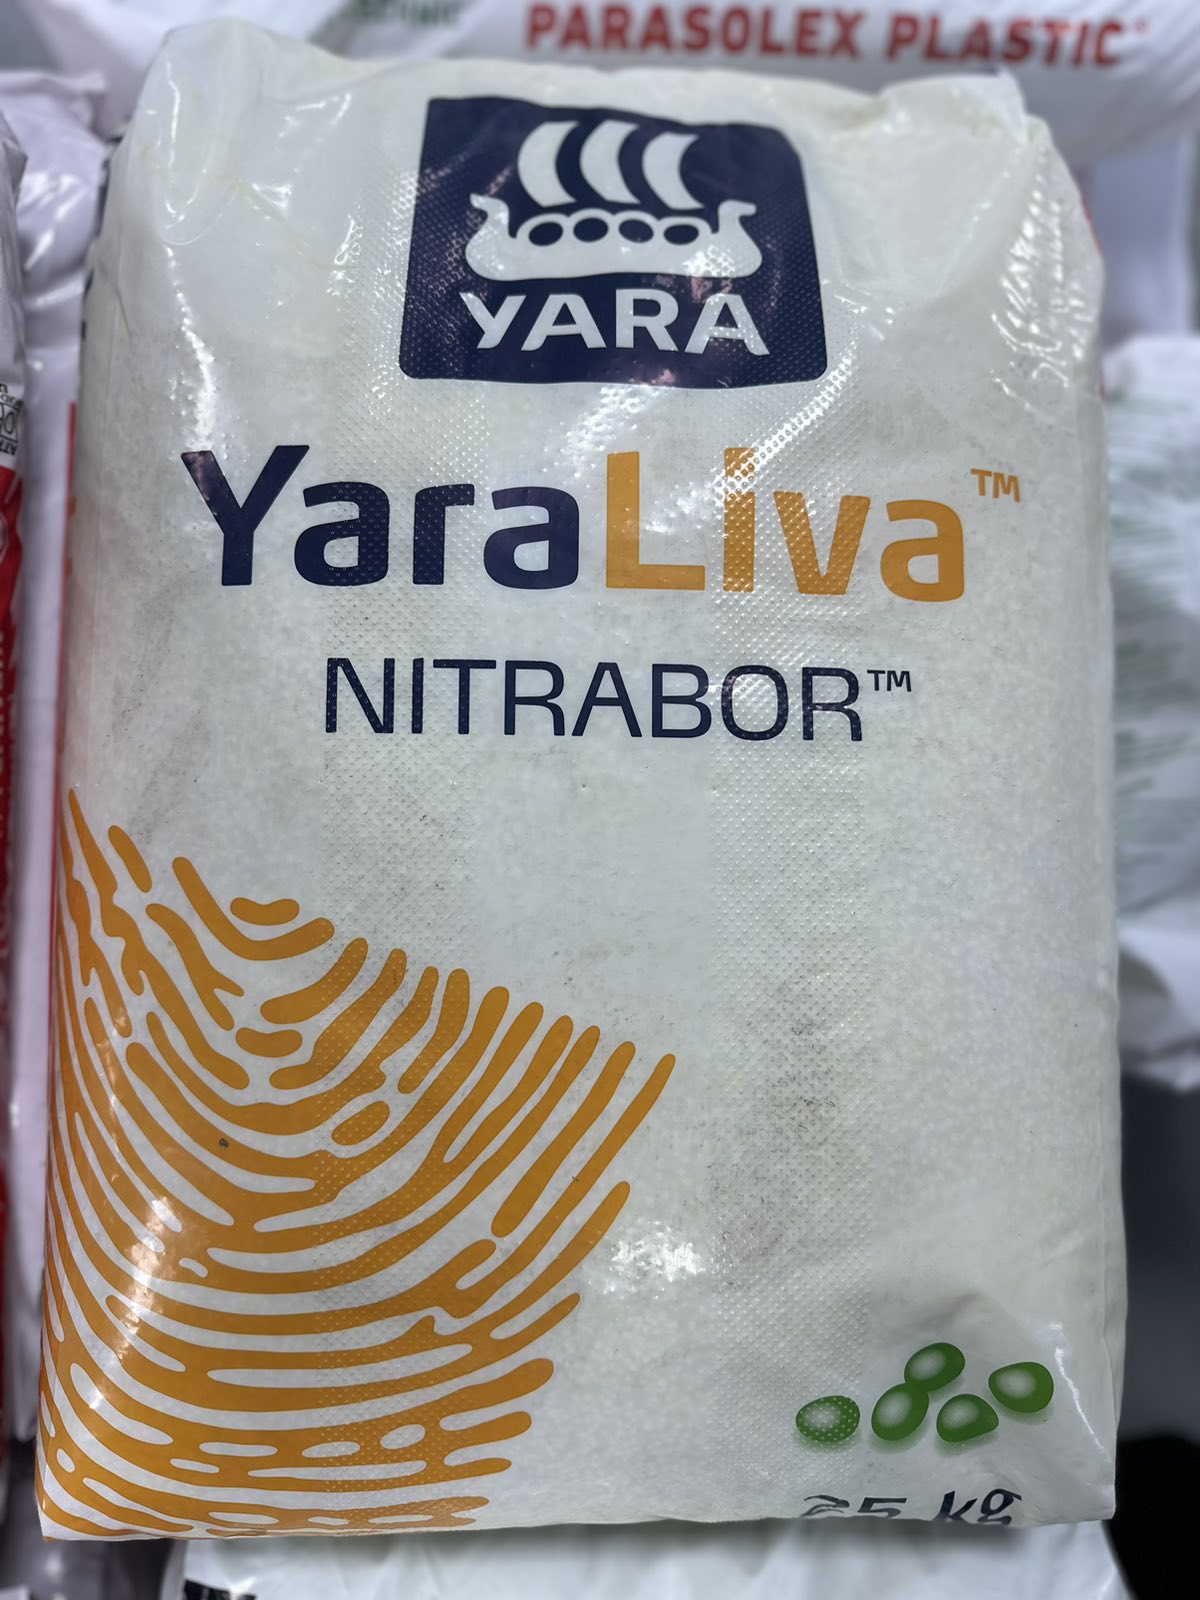 PARASOLEX PLASTIC
YARA
YaraLiva™
NITRABOR™
25 kg